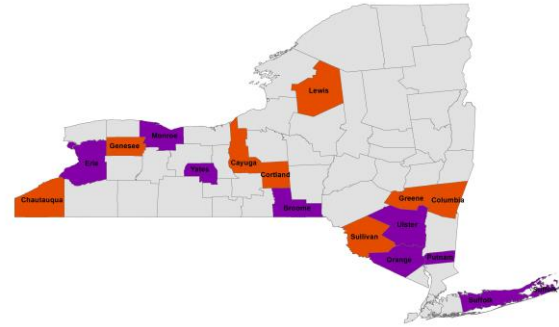 Lewis
Monroe
Genesee
Erie
Cayuga
Yates
Cortland
Chautauqua
Broome
Greene
Columbia
Ulster
Sullivan
Orange
Putnam
Suffolk